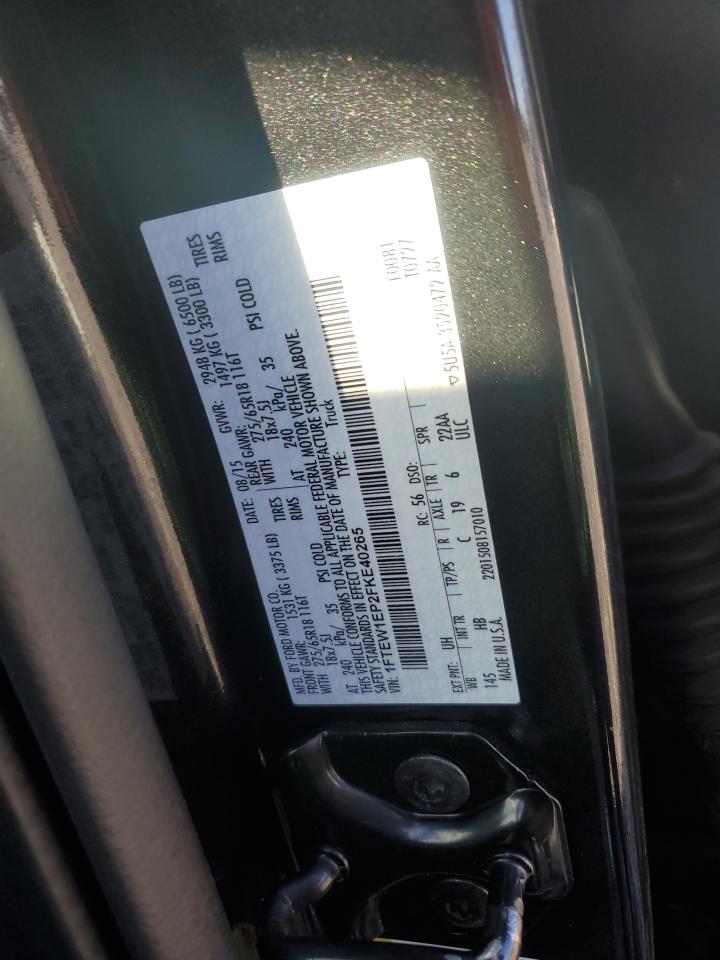 MFD. BY FORD MOTOR CO. DATE: 08/15 GVWR: 2948 KG ( 6500 LB)
FRONT GAWR: 1531 KG ( 3375 LB) REAR GAWR: 1497 KG ( 3300 LB)
WITH 275/65R18 116T TIRES WITH 275/65R18 116T TIRES
18x7.5J RIMS 18x7.5J RIMS
AT 240 kPa/ 35 PSI COLD AT 240 kPa/ 35 PSI COLD
THIS VEHICLE CONFORMS TO ALL APPLICABLE FEDERAL MOTOR VEHICLE
SAFETY STANDARDS IN EFFECT ON THE DATE OF MANUFACTURE SHOWN ABOVE.
VIN: 1FTEW1EP2FKE40265 TYPE: Truck
F0081
T0777
EXT PNT: UH RC: 56 DSO:
WB INT TR TP/PS R AXLE TR SPR
145 HB C 19 6 22AA
MADE IN U.S.A. 2201508157010 ULC
▽5U5A 3520472 AA